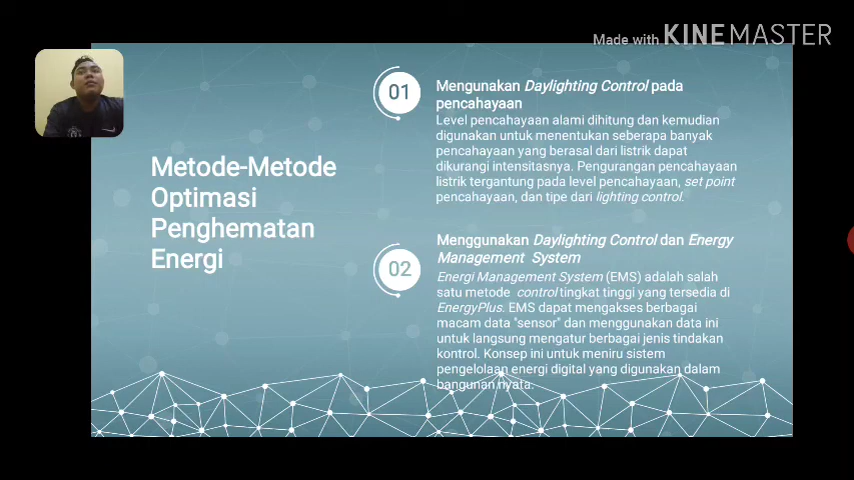 Made with KINEMASTER
Metode-Metode
Optimasi
Penghematan
Energi
01
Mengunakan Daylighting Control pada
pencahayaan
Level pencahayaan alami dihitung dan kemudian
digunakan untuk menentukan seberapa banyak
pencahayaan yang berasal dari listrik dapat
dikurangi intensitasnya. Pengurangan pencahayaan
listrik tergantung pada level pencahayaan, set point
pencahayaan, dan tipe dari lighting control.
02
Menggunakan Daylighting Control dan Energy
Management System
Energi Management System (EMS) adalah salah
satu metode control tingkat tinggi yang tersedia di
EnergyPlus. EMS dapat mengakses berbagai
macam data "sensor" dan menggunakan data ini
untuk langsung mengatur berbagai jenis tindakan
kontrol. Konsep ini untuk meniru sistem
pengelolaan energi digital yang digunakan dalam
bangunan nyata.